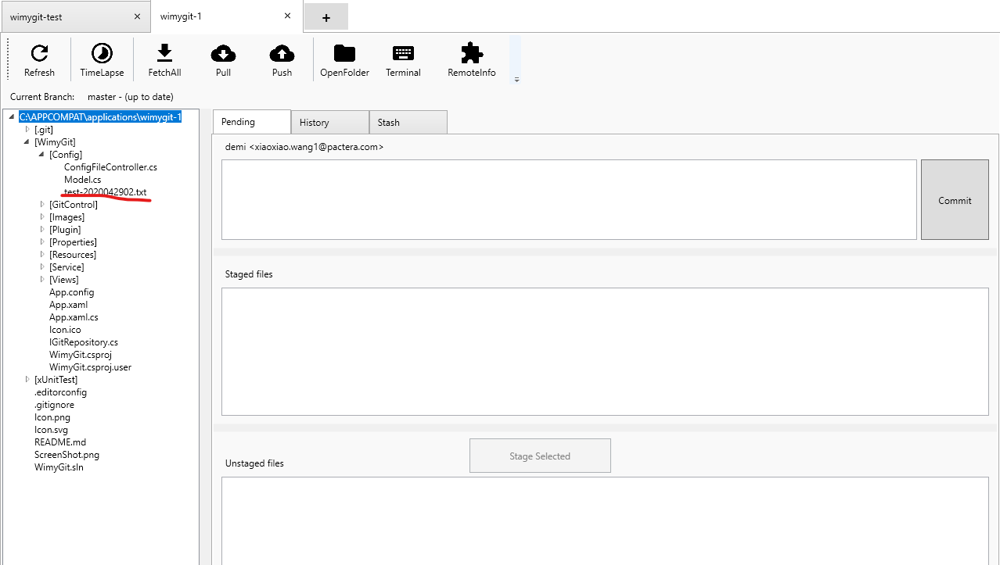 wimygit-test
wimygit-1
Refresh
TimeLapse
FetchAll
Pull
Push
OpenFolder
Terminal
RemoteInfo
Current Branch: master - (up to date)
C:\APPCOMPAT\applications\wimygit-1
[.git]
[WimyGit]
[Config]
ConfigFileController.cs
Model.cs
test-2020042902.txt
[GitControl]
[Images]
[Plugin]
[Properties]
[Resources]
[Service]
[Views]
App.config
App.xaml
App.xaml.cs
Icon.ico
IGitRepository.cs
WimyGit.csproj
WimyGit.csproj.user
[xUnitTest]
.editorconfig
.gitignore
Icon.png
Icon.svg
README.md
ScreenShot.png
WimyGit.sln
Pending
History
Stash
demi <xiaoxiao.wang1@pactera.com>
Commit
Staged files
Unstaged files
Stage Selected